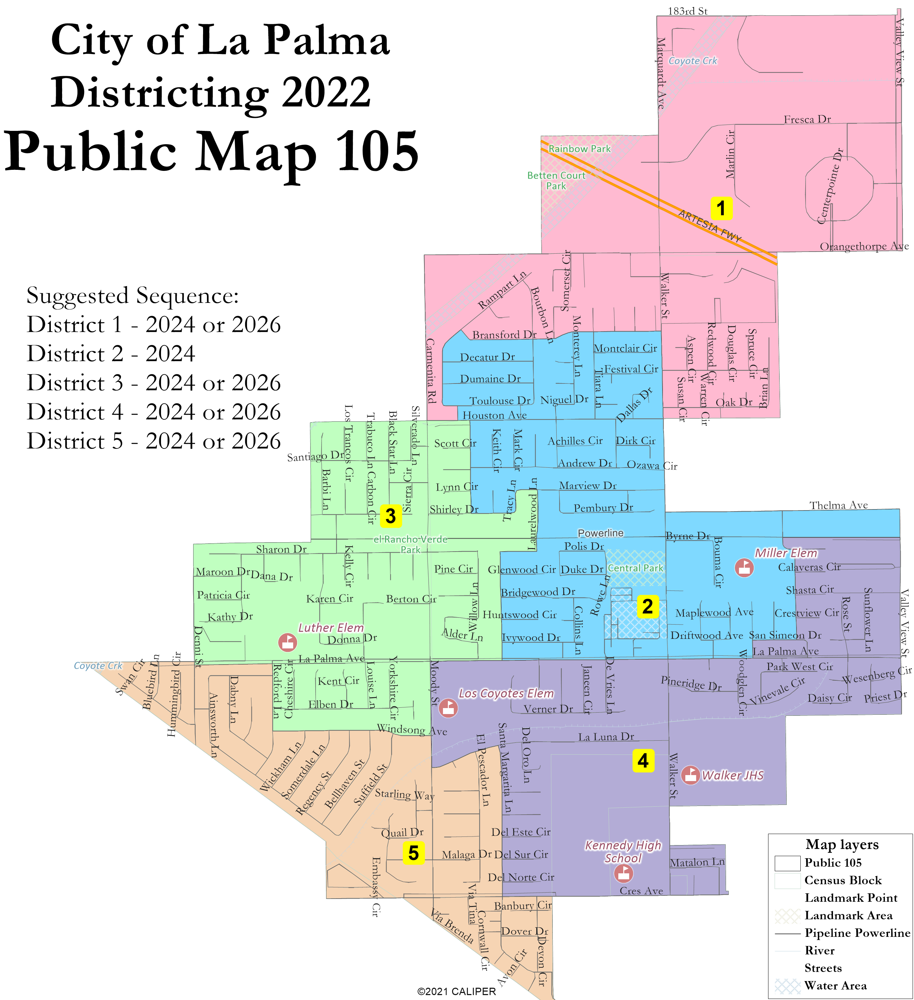 City of La Palma
Districting 2022
Public Map 105
Suggested Sequence:
District 1 - 2024 or 2026
District 2 - 2024
District 3 - 2024 or 2026
District 4 - 2024 or 2026
District 5 - 2024 or 2026
183rd St
Valley View St
Marquardt Ave
Coyote Crk
Fresca Dr
Marlin Cir
Centerpointe Dr
Rainbow Park
Betten Court
Park
1
ARTESIA FWY
Orangethorpe Ave
Somerset Cir
Rampart Ln
Bourbon Ln
Walker St
Monterey Ln
Bransford Dr
Carmenita Rd
Redwood Cir
Douglas Cir
Spruce Cir
Aspen Cir
Montclair Cir
Decatur Dr
Festival Cir
Tiara Ln
Dumaine Dr
Brian Ln
Susan Cir
Warren Cir
Oak Dr
Toulouse Dr
Niguel Dr
Dallas Dr
Houston Ave
Los Trancos Cir
Trabuco Ln
Black Star Ln
Silverado Ln
Santiago Dr
Scott Cir
Keith Cir
Mark Cir
Achilles Cir
Dirk Cir
Andrew Dr
Ozawa Cir
Barbi Ln
Carbon Cir
Sierra Cir
Lynn Cir
Tracy Ln
Laurelwood Ln
Marview Dr
Shirley Dr
Pembury Dr
3
Thelma Ave
el Rancho Verde
Park
Powerline
Byrne Dr
Bouma Cir
Sharon Dr
Kelly Cir
Polis Dr
Miller Elem
Maroon Dr
Dana Dr
Pine Cir
Glenwood Cir
Duke Dr
Central Park
Calaveras Cir
Patricia Cir
Karen Cir
Berton Cir
Willow Ln
Bridgewood Dr
Rowe Ln
Shasta Cir
Rose St
Sunflower Ln
Valley View St
2
Kathy Dr
Huntswood Cir
Collins Ln
Maplewood Ave
Crestview Cir
Luther Elem
Donna Dr
Alder Ln
Ivywood Dr
Driftwood Ave
San Simeon Dr
Denni St
La Palma Ave
La Palma Ave
Coyote Crk
Swan Cir
Bluebird Ln
Hummingbird Cir
Redford Ln
Cheshire Cir
Louise Ln
Yorkshire Cir
Moody St
Janeen Cir
De Vries Ln
Woodglen Cir
Park West Cir
Wesenberg Cir
Kent Cir
Pineridge Dr
Vinevale Cir
Ainsworth Ln
Dabny Ln
Elben Dr
Los Coyotes Elem
Verner Dr
Daisy Cir
Priest Dr
Windsong Ave
El Pescador Ln
Santa Margarita Ln
Del Oro Ln
La Luna Dr
4
Walker St
Walker JHS
Wickham Ln
Somerdale Ln
Regency St
Bellhaven St
Suffield St
Starling Way
Quail Dr
Del Este Cir
5
Malaga Dr
Del Sur Cir
Kennedy High
School
Matalon Ln
Embassy Cir
Del Norte Cir
Cres Ave
Via Tina
Banbury Cir
Via Brenda
Cornwall Cir
Dover Dr
Devon Cir
Avon Cir
©2021 CALIPER
Map layers
Public 105
Census Block
Landmark Point
Landmark Area
Pipeline Powerline
River
Streets
Water Area